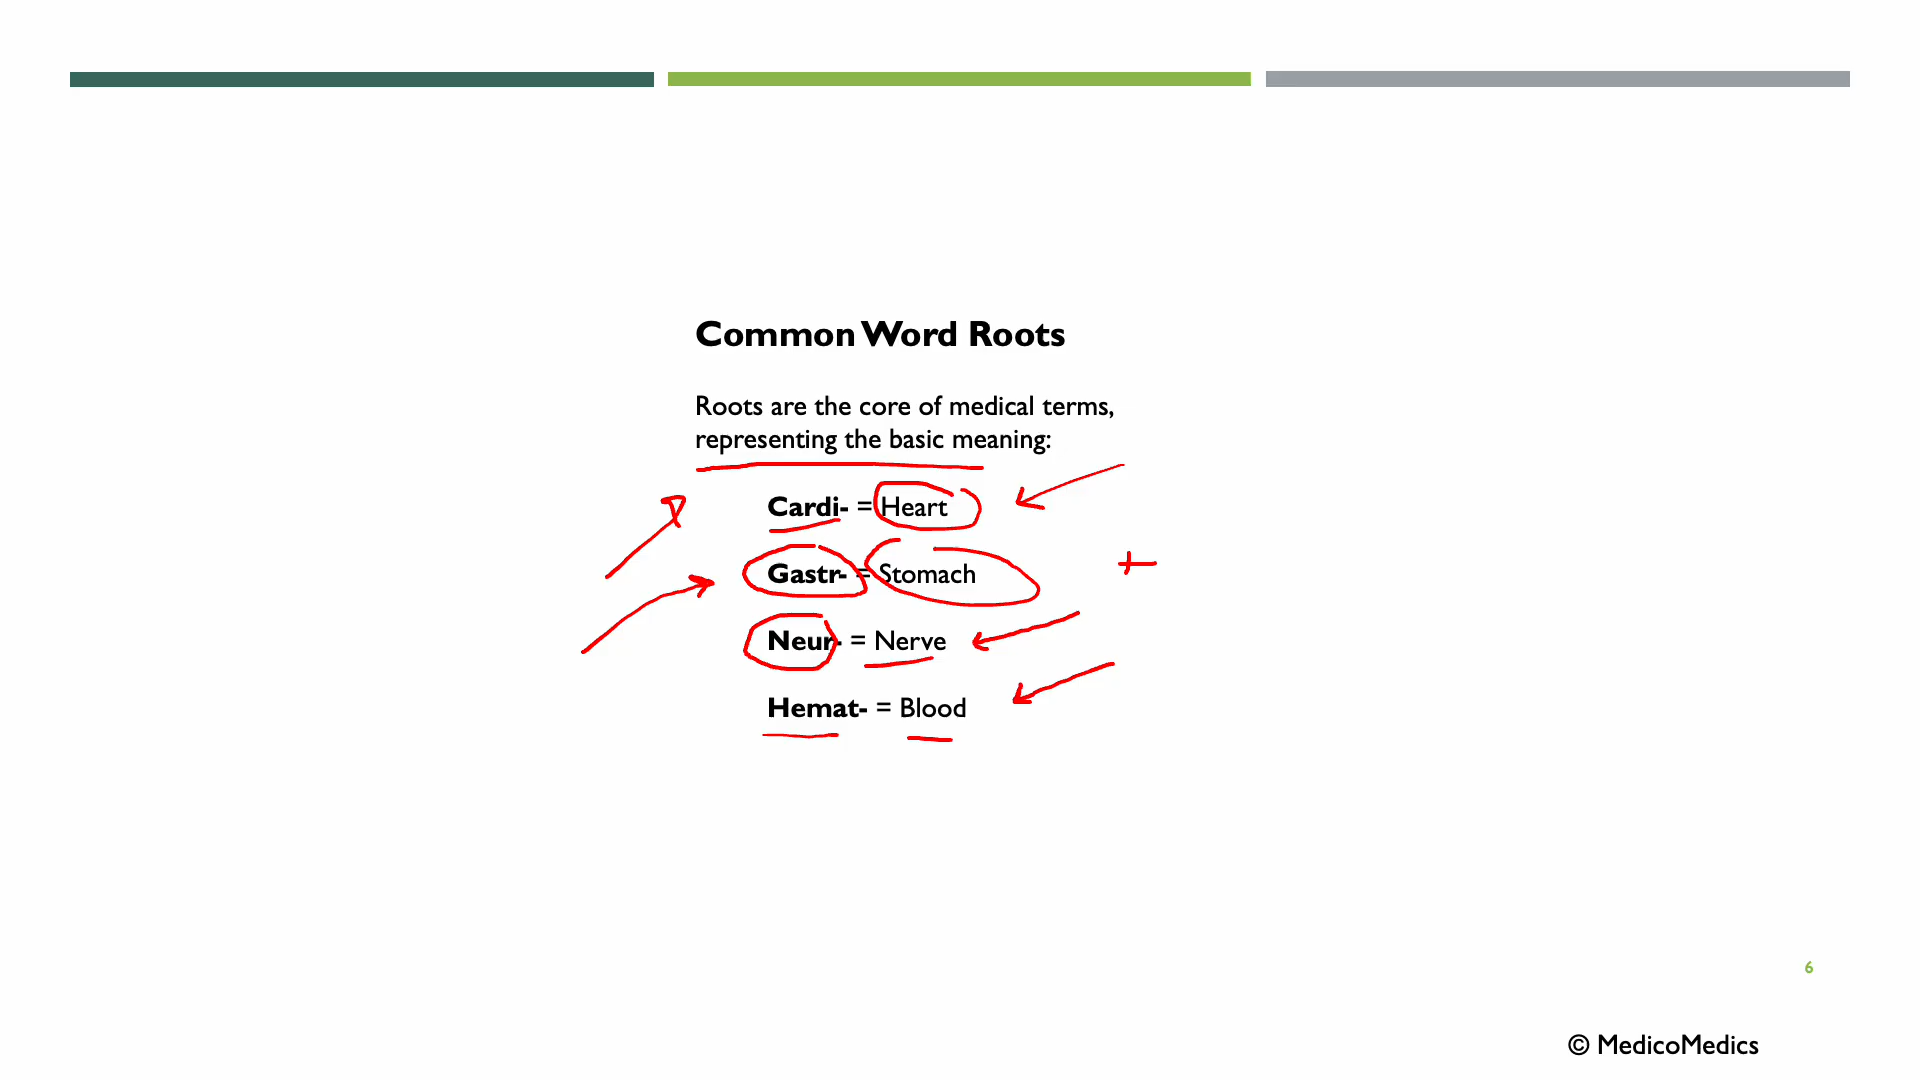 Common Word Roots
Roots are the core of medical terms,
representing the basic meaning:
Cardi- = Heart
Gastr- = Stomach
Neur- = Nerve
Hemat- = Blood
6
© MedicoMedics